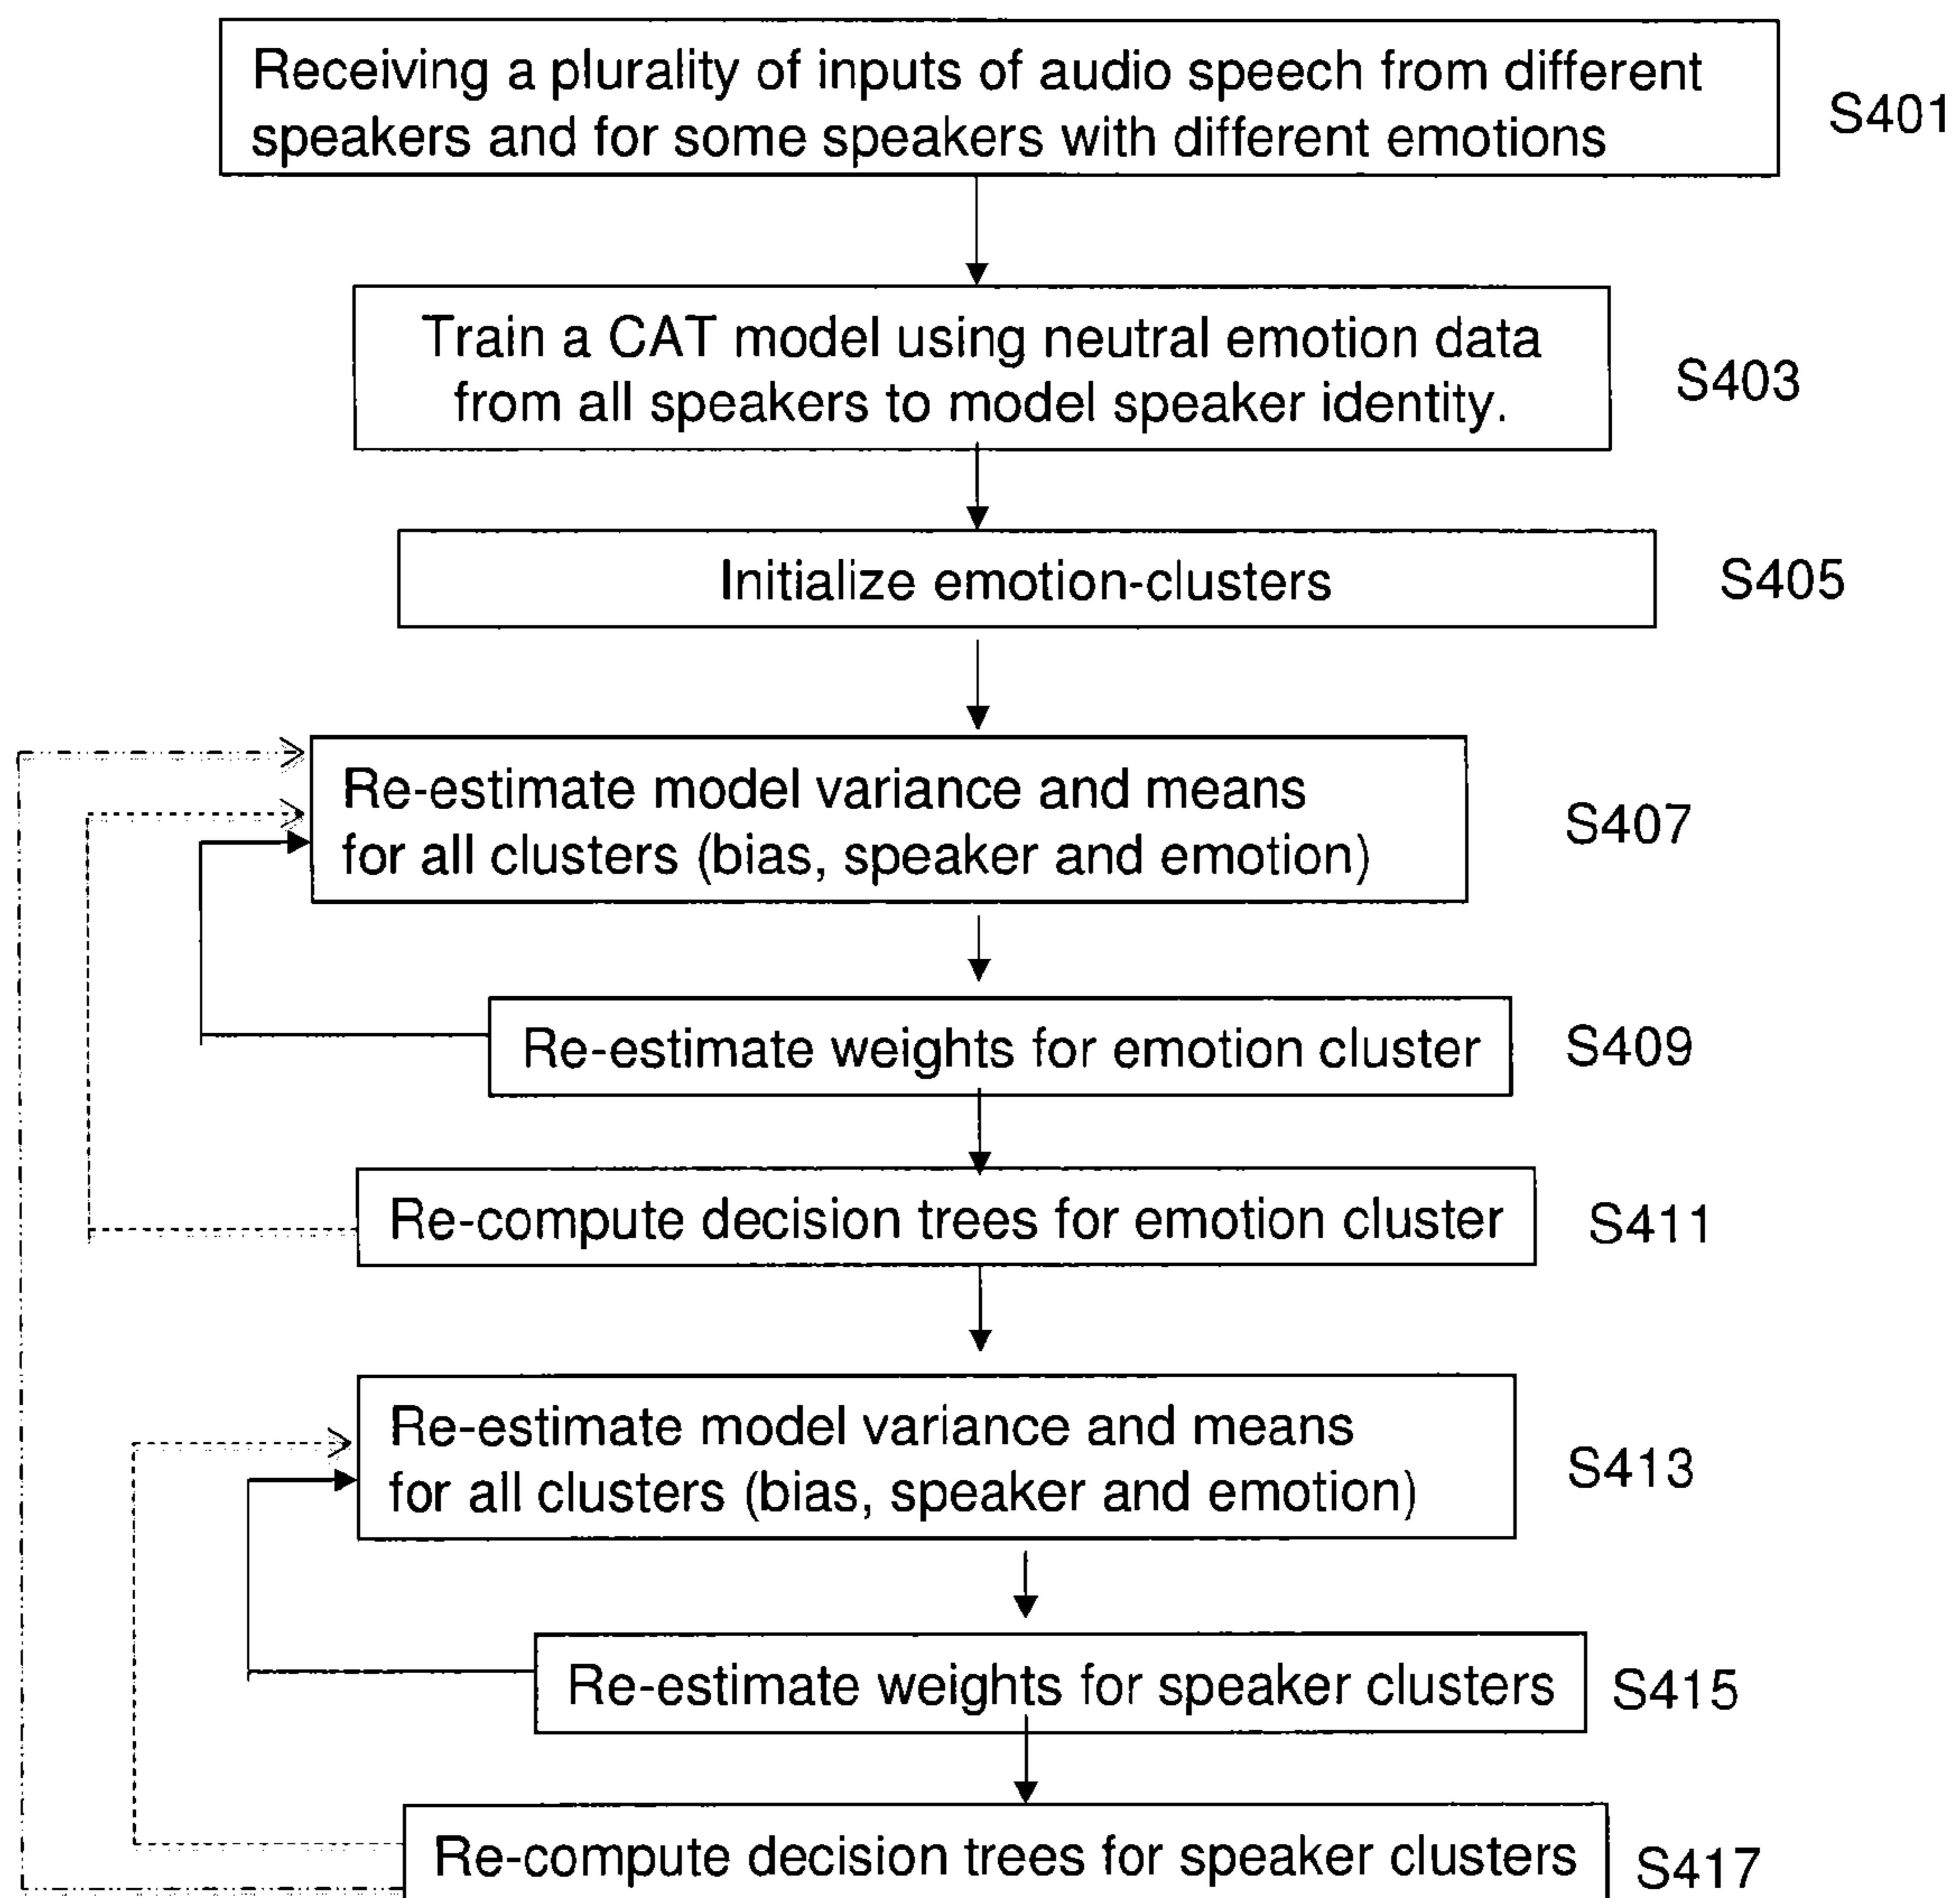 Receiving a plurality of inputs of audio speech from different
speakers and for some speakers with different emotions
S401
Train a CAT model using neutral emotion data
from all speakers to model speaker identity.
S403
Initialize emotion-clusters
S405
Re-estimate model variance and means
for all clusters (bias, speaker and emotion)
S407
Re-estimate weights for emotion cluster
S409
Re-compute decision trees for emotion cluster
S411
Re-estimate model variance and means
for all clusters (bias, speaker and emotion)
S413
Re-estimate weights for speaker clusters
S415
Re-compute decision trees for speaker clusters
S417